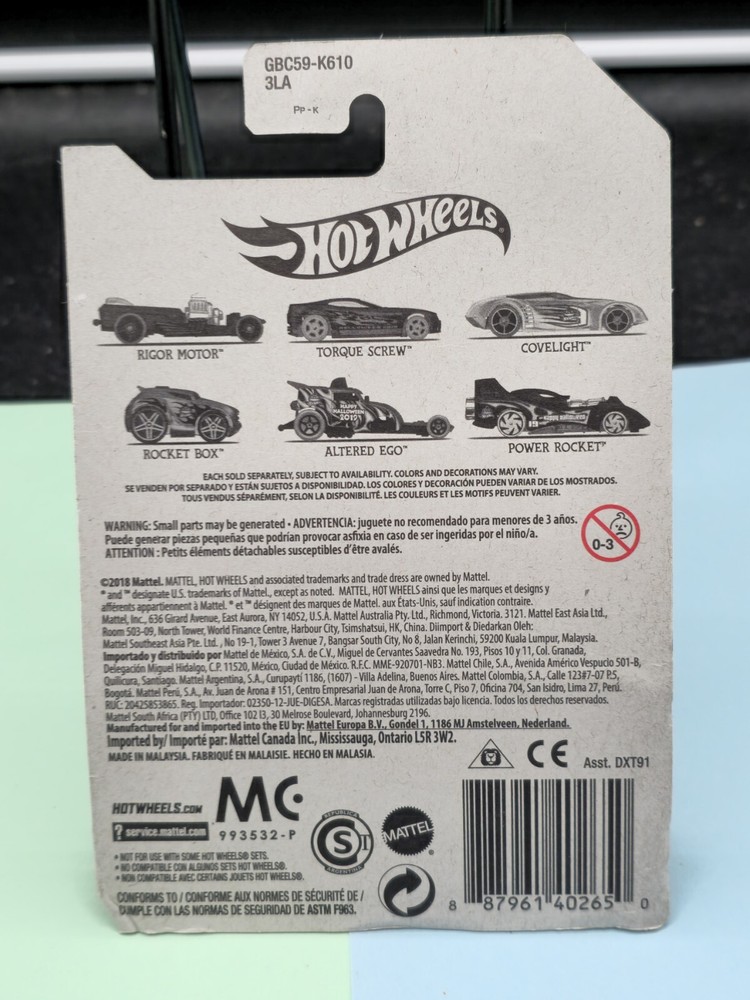 GBC59-K610
3LA
PP-K
HOT WHEELS®
RIGOR MOTOR™
TORQUE SCREW™
COVELIGHT™
HAPPY
HALLOWEEN
2019
ROCKET BOX™
ALTERED EGO™
POWER ROCKET™
EACH SOLD SEPARATELY, SUBJECT TO AVAILABILITY. COLORS AND DECORATIONS MAY VARY.
SE VENDEN POR SEPARADO Y ESTÁN SUJETOS A DISPONIBILIDAD. LOS COLORES Y DECORACIÓN PUEDEN VARIAR DE LOS MOSTRADOS.
TOUS VENDUS SÉPARÉMENT, SELON LA DISPONIBILITÉ. LES COULEURS ET LES MOTIFS PEUVENT VARIER.
WARNING: Small parts may be generated • ADVERTENCIA: juguete no recomendado para menores de 3 años.
Puede generar piezas pequeñas que podrían provocar asfixia en caso de ser ingeridas por el niño/a.
ATTENTION : Petits éléments détachables susceptibles d'être avalés.
0-3
©2018 Mattel. MATTEL, HOT WHEELS and associated trademarks and trade dress are owned by Mattel.
® and ™ designate U.S. trademarks of Mattel, except as noted. MATTEL, HOT WHEELS ainsi que les marques et designs y
afférents appartiennent à Mattel. ® et ™ désignent des marques de Mattel aux États-Unis, sauf indication contraire.
Mattel, Inc., 636 Girard Avenue, East Aurora, NY 14052, U.S.A. Mattel Australia Pty. Ltd., Richmond, Victoria. 3121. Mattel East Asia Ltd.,
Room 503-09, North Tower, World Finance Centre, Harbour City, Tsimshatsui, HK, China. Diimport & Diedarkan Oleh:
Mattel Southeast Asia Pte. Ltd., No 19-1, Tower 3 Avenue 7, Bangsar South City, No 8, Jalan Kerinchi, 59200 Kuala Lumpur, Malaysia.
Importado y distribuido por Mattel de México, S.A. de C.V., Miguel de Cervantes Saavedra No. 193, Pisos 10 y 11, Col. Granada,
Delegación Miguel Hidalgo, C.P. 11520, México, Ciudad de México. R.F.C. MME-920701-NB3. Mattel Chile, S.A., Avenida Américo Vespucio 501-B,
Quilicura, Santiago. Mattel Argentina, S.A., Curupaytí 1186, (1607) - Villa Adelina, Buenos Aires. Mattel Colombia, S.A., Calle 123#7-07 P.5,
Bogotá. Mattel Perú, S.A., Av. Juan de Arona # 151, Centro Empresarial Juan de Arona, Torre C, Piso 7, Oficina 704, San Isidro, Lima 27, Perú.
RUC: 20425853865. Reg. Importador: 02350-12-JUE-DIGESA. Marcas registradas utilizadas bajo licencia. Todos los derechos reservados.
Mattel South Africa (PTY) LTD, Office 102 I3, 30 Melrose Boulevard, Johannesburg 2196.
Manufactured for and imported into the EU by: Mattel Europa B.V., Gondel 1, 1186 MJ Amstelveen, Nederland.
Imported by/ Importé par: Mattel Canada Inc., Mississauga, Ontario L5R 3W2.
MADE IN MALAYSIA. FABRIQUÉ EN MALAISIE. HECHO EN MALASIA.
CE
Asst. DXT91
HOTWHEELS.COM
MC
? service.mattel.com
993532-P
REPUBLICA
S
ARGENTINA
MATTEL®
• NOT FOR USE WITH SOME HOT WHEELS® SETS.
• NO COMPATIBLE CON ALGUNOS SETS HOT WHEELS®.
• NON COMPATIBLE AVEC CERTAINS JOUETS HOT WHEELS®.
CONFORMS TO / CONFORME AUX NORMES DE SÉCURITÉ DE /
CUMPLE CON LAS NORMAS DE SEGURIDAD DE ASTM F963.
8 87961 40265 0